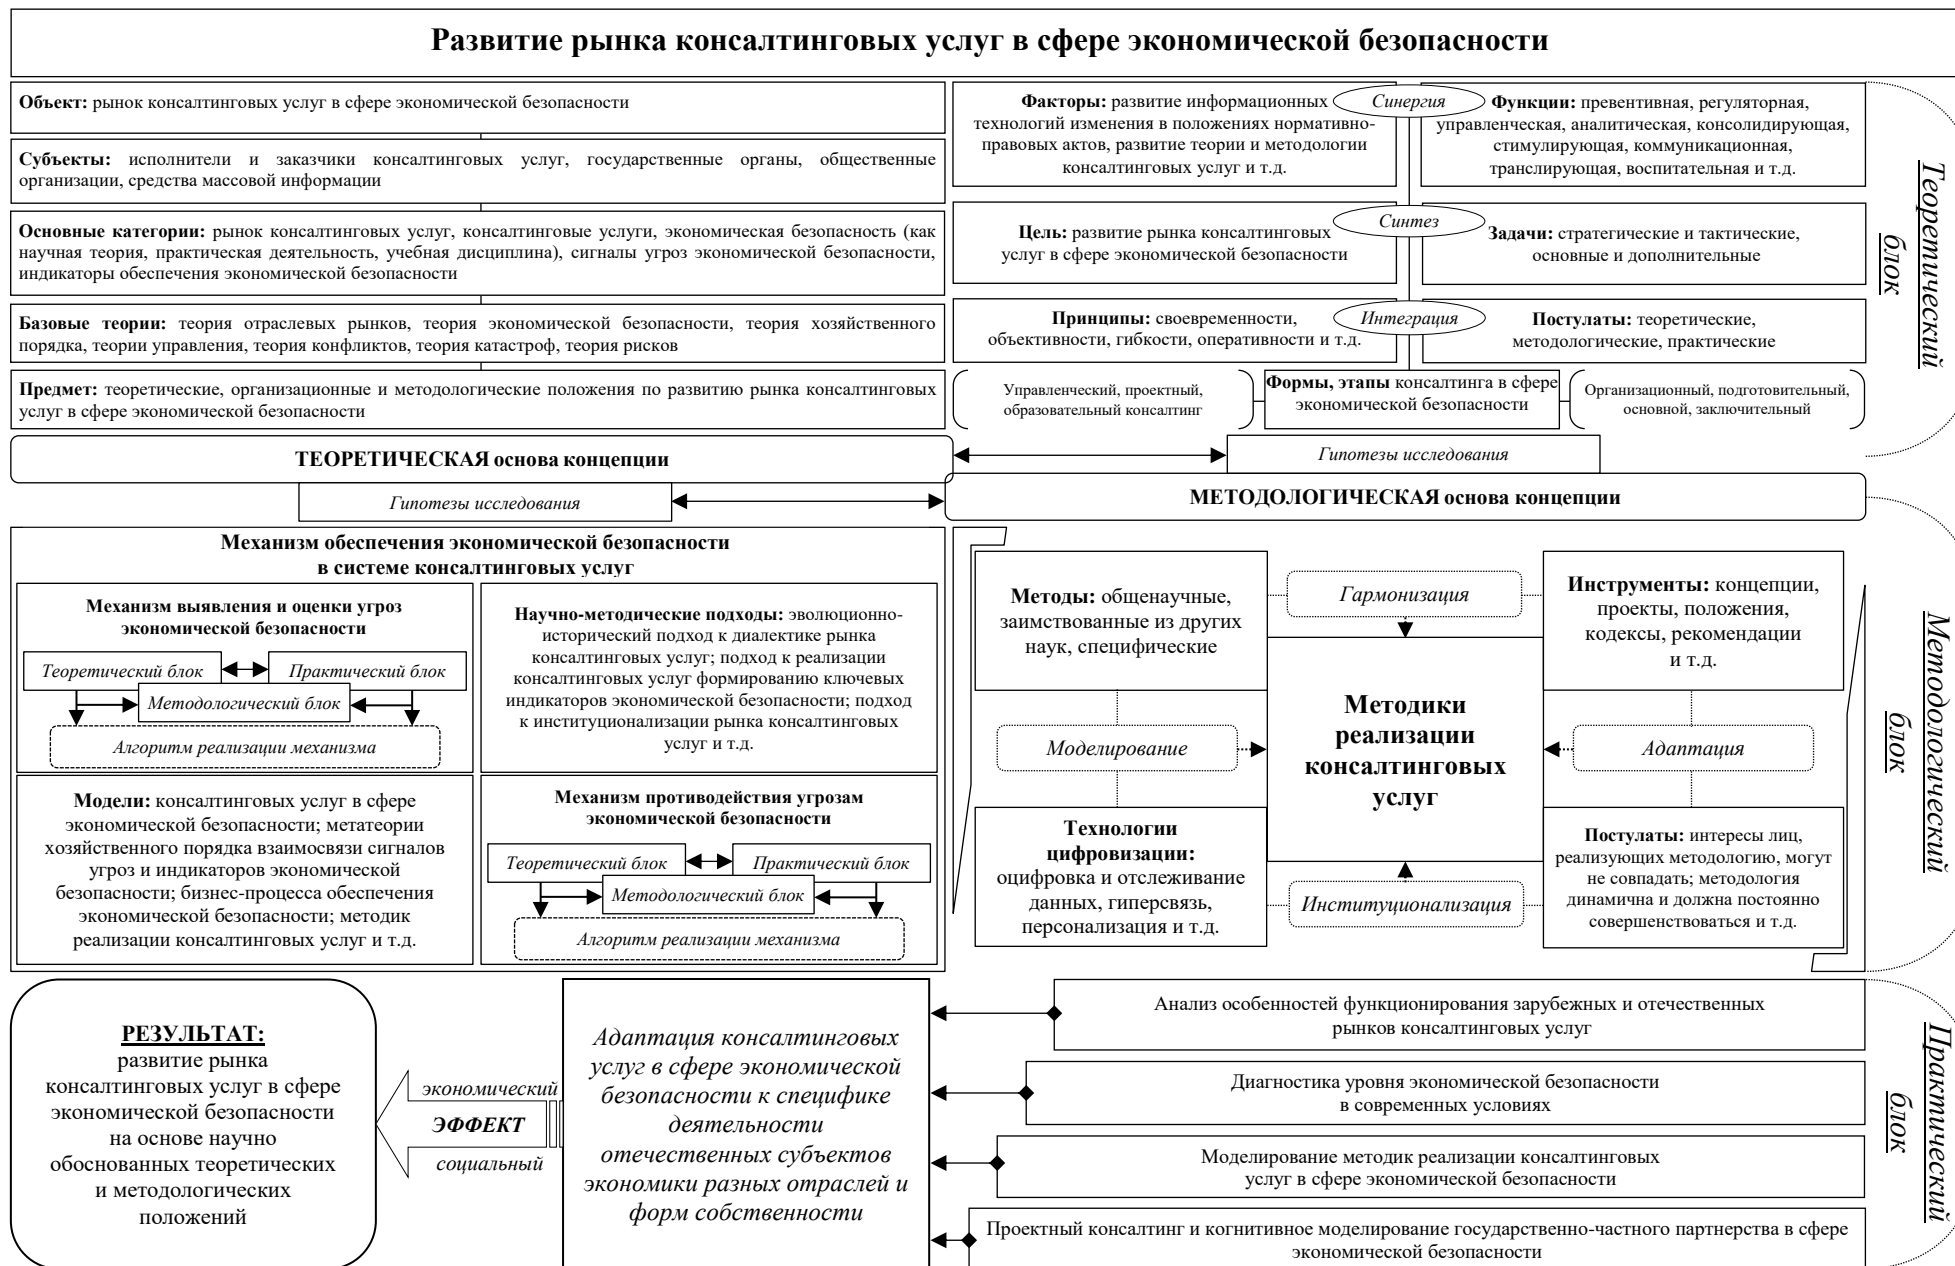 Развитие рынка консалтинговых услуг в сфере экономической безопасности
Объект: рынок консалтинговых услуг в сфере экономической безопасности
Субъекты: исполнители и заказчики консалтинговых услуг, государственные органы, общественные
организации, средства массовой информации
Основные категории: рынок консалтинговых услуг, консалтинговые услуги, экономическая безопасность (как
научная теория, практическая деятельность, учебная дисциплина), сигналы угроз экономической безопасности,
индикаторы обеспечения экономической безопасности
Базовые теории: теория отраслевых рынков, теория экономической безопасности, теория хозяйственного
порядка, теории управления, теория конфликтов, теория катастроф, теория рисков
Предмет: теоретические, организационные и методологические положения по развитию рынка консалтинговых
услуг в сфере экономической безопасности
Факторы: развитие информационных
технологий изменения в положениях нормативно-
правовых актов, развитие теории и методологии
консалтинговых услуг и т.д.
Синергия
Функции: превентивная, регуляторная,
управленческая, аналитическая, консолидирующая,
стимулирующая, коммуникационная,
транслирующая, воспитательная и т.д.
Цель: развитие рынка консалтинговых
услуг в сфере экономической безопасности
Синтез
Задачи: стратегические и тактические,
основные и дополнительные
Принципы: своевременности,
объективности, гибкости, оперативности и т.д.
Интеграция
Постулаты: теоретические,
методологические, практические
Управленческий, проектный,
образовательный консалтинг
Формы, этапы консалтинга в сфере
экономической безопасности
Организационный, подготовительный,
основной, заключительный
Теоретический
блок
ТЕОРЕТИЧЕСКАЯ основа концепции
Гипотезы исследования
Гипотезы исследования
МЕТОДОЛОГИЧЕСКАЯ основа концепции
Механизм обеспечения экономической безопасности
в системе консалтинговых услуг
Механизм выявления и оценки угроз
экономической безопасности
Теоретический блок
Практический блок
Методологический блок
Алгоритм реализации механизма
Научно-методические подходы: эволюционно-
исторический подход к диалектике рынка
консалтинговых услуг; подход к реализации
консалтинговых услуг формированию ключевых
индикаторов экономической безопасности; подход
к институционализации рынка консалтинговых
услуг и т.д.
Модели: консалтинговых услуг в сфере
экономической безопасности; метатеории
хозяйственного порядка взаимосвязи сигналов
угроз и индикаторов экономической
безопасности; бизнес-процесса обеспечения
экономической безопасности; методик
реализации консалтинговых услуг и т.д.
Механизм противодействия угрозам
экономической безопасности
Теоретический блок
Практический блок
Методологический блок
Алгоритм реализации механизма
Методы: общенаучные,
заимствованные из других
наук, специфические
Гармонизация
Инструменты: концепции,
проекты, положения,
кодексы, рекомендации
и т.д.
Моделирование
Методики
реализации
консалтинговых
услуг
Адаптация
Технологии
цифровизации:
оцифровка и отслеживание
данных, гиперсвязь,
персонализация и т.д.
Институционализация
Постулаты: интересы лиц,
реализующих методологию, могут
не совпадать; методология
динамична и должна постоянно
совершенствоваться и т.д.
Методологический
блок
РЕЗУЛЬТАТ:
развитие рынка
консалтинговых услуг в сфере
экономической безопасности
на основе научно
обоснованных теоретических
и методологических
положений
экономический
ЭФФЕКТ
социальный
Адаптация консалтинговых
услуг в сфере экономической
безопасности к специфике
деятельности
отечественных субъектов
экономики разных отраслей и
форм собственности
Анализ особенностей функционирования зарубежных и отечественных
рынков консалтинговых услуг
Диагностика уровня экономической безопасности
в современных условиях
Моделирование методик реализации консалтинговых
услуг в сфере экономической безопасности
Проектный консалтинг и когнитивное моделирование государственно-частного партнерства в сфере
экономической безопасности
Практический
блок